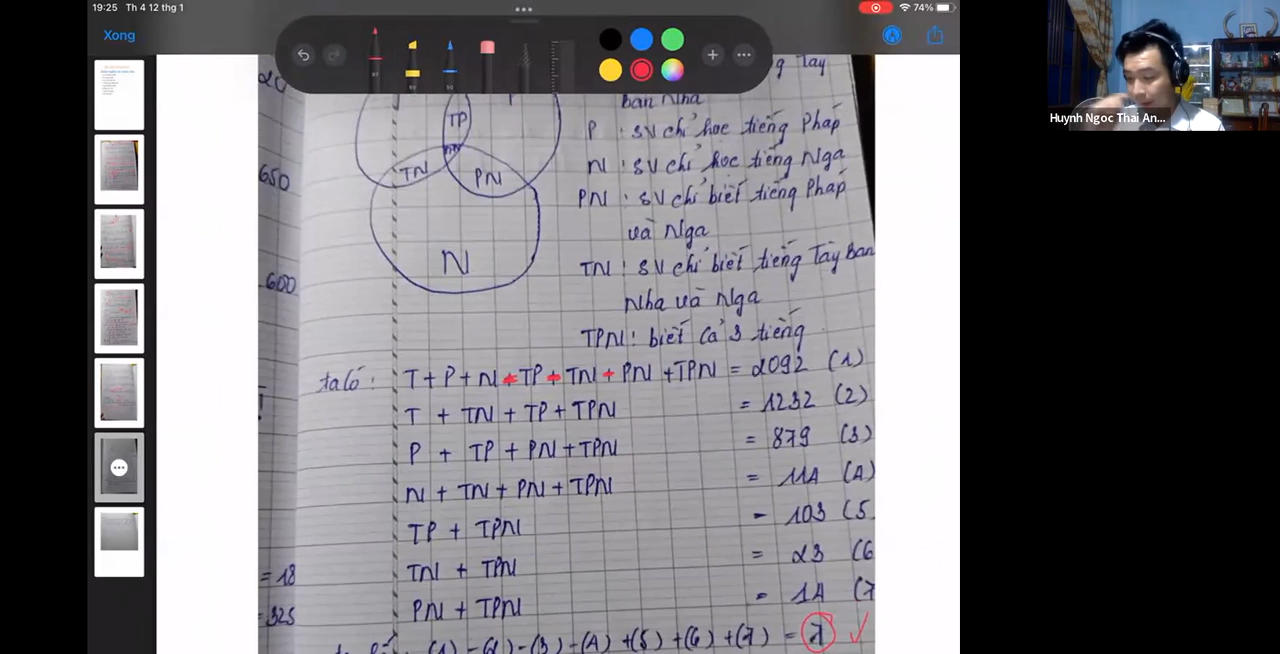 19:25 Th 4 12 thg 1
74%
Xong
Huynh Ngoc Thai An...
g Tây
ban Nha
P : SV chỉ học tiếng Pháp
N : SV chỉ học tiếng Nga
PN : SV chỉ biết tiếng Pháp
và Nga
TN : SV chỉ biết tiếng Tây Ban
Nha và Nga
TPN : biết cả 3 tiếng
TP
TN
PN
N
650
600
= 18
= 325
ta có : T + P + N + TP + TN + PN + TPN = 2092 (1)
T + TN + TP + TPN = 1232 (2)
P + TP + PN + TPN = 879 (3)
N + TN + PN + TPN = 114 (4)
TP + TPN = 103 (5
TN + TPN = 23 (6
PN + TPN = 14 (7
(1) - (2) - (3) - (4) + (5) + (6) + (7) = 7 ✓